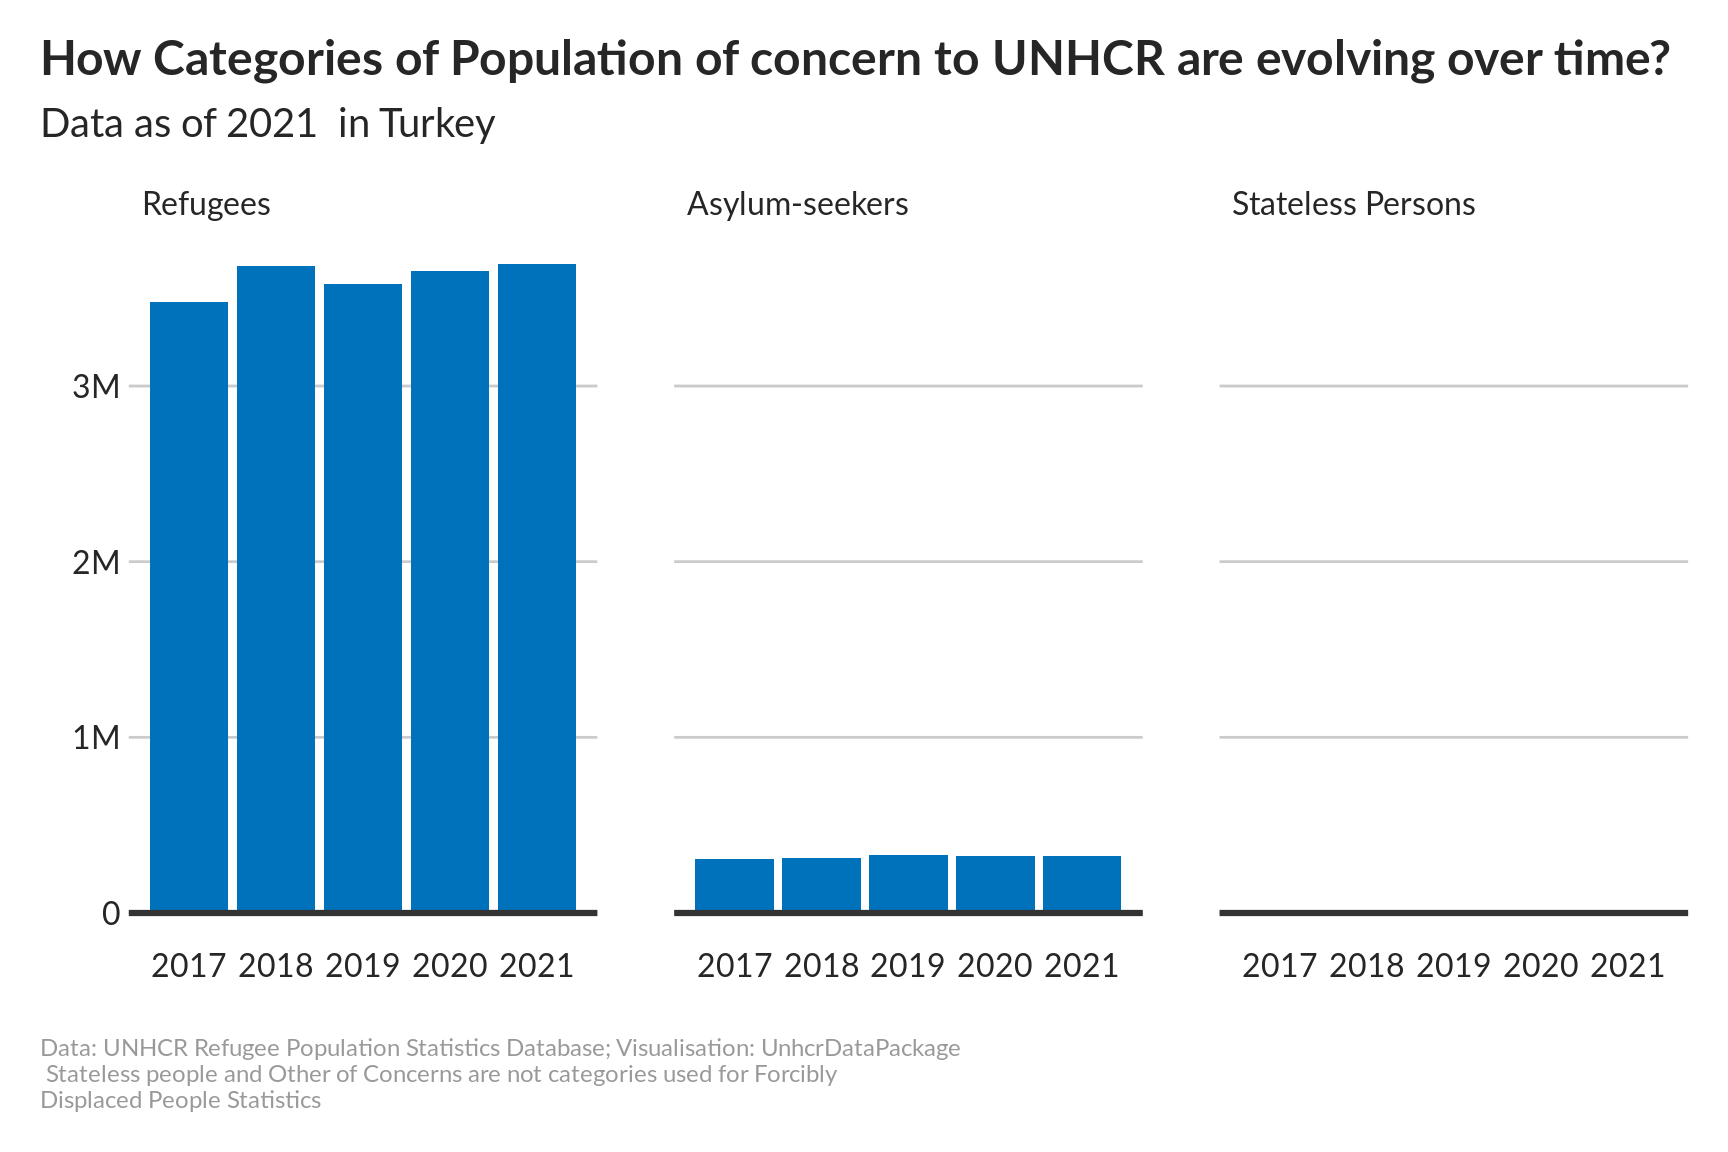 How Categories of Population of concern to UNHCR are evolving over time?
Data as of 2021  in Turkey
Refugees
Asylum-seekers
Stateless Persons
3M
2M
1M
0
2017 2018 2019 2020 2021
2017 2018 2019 2020 2021
2017 2018 2019 2020 2021
Data: UNHCR Refugee Population Statistics Database; Visualisation: UnhcrDataPackage
Stateless people and Other of Concerns are not categories used for Forcibly
Displaced People Statistics